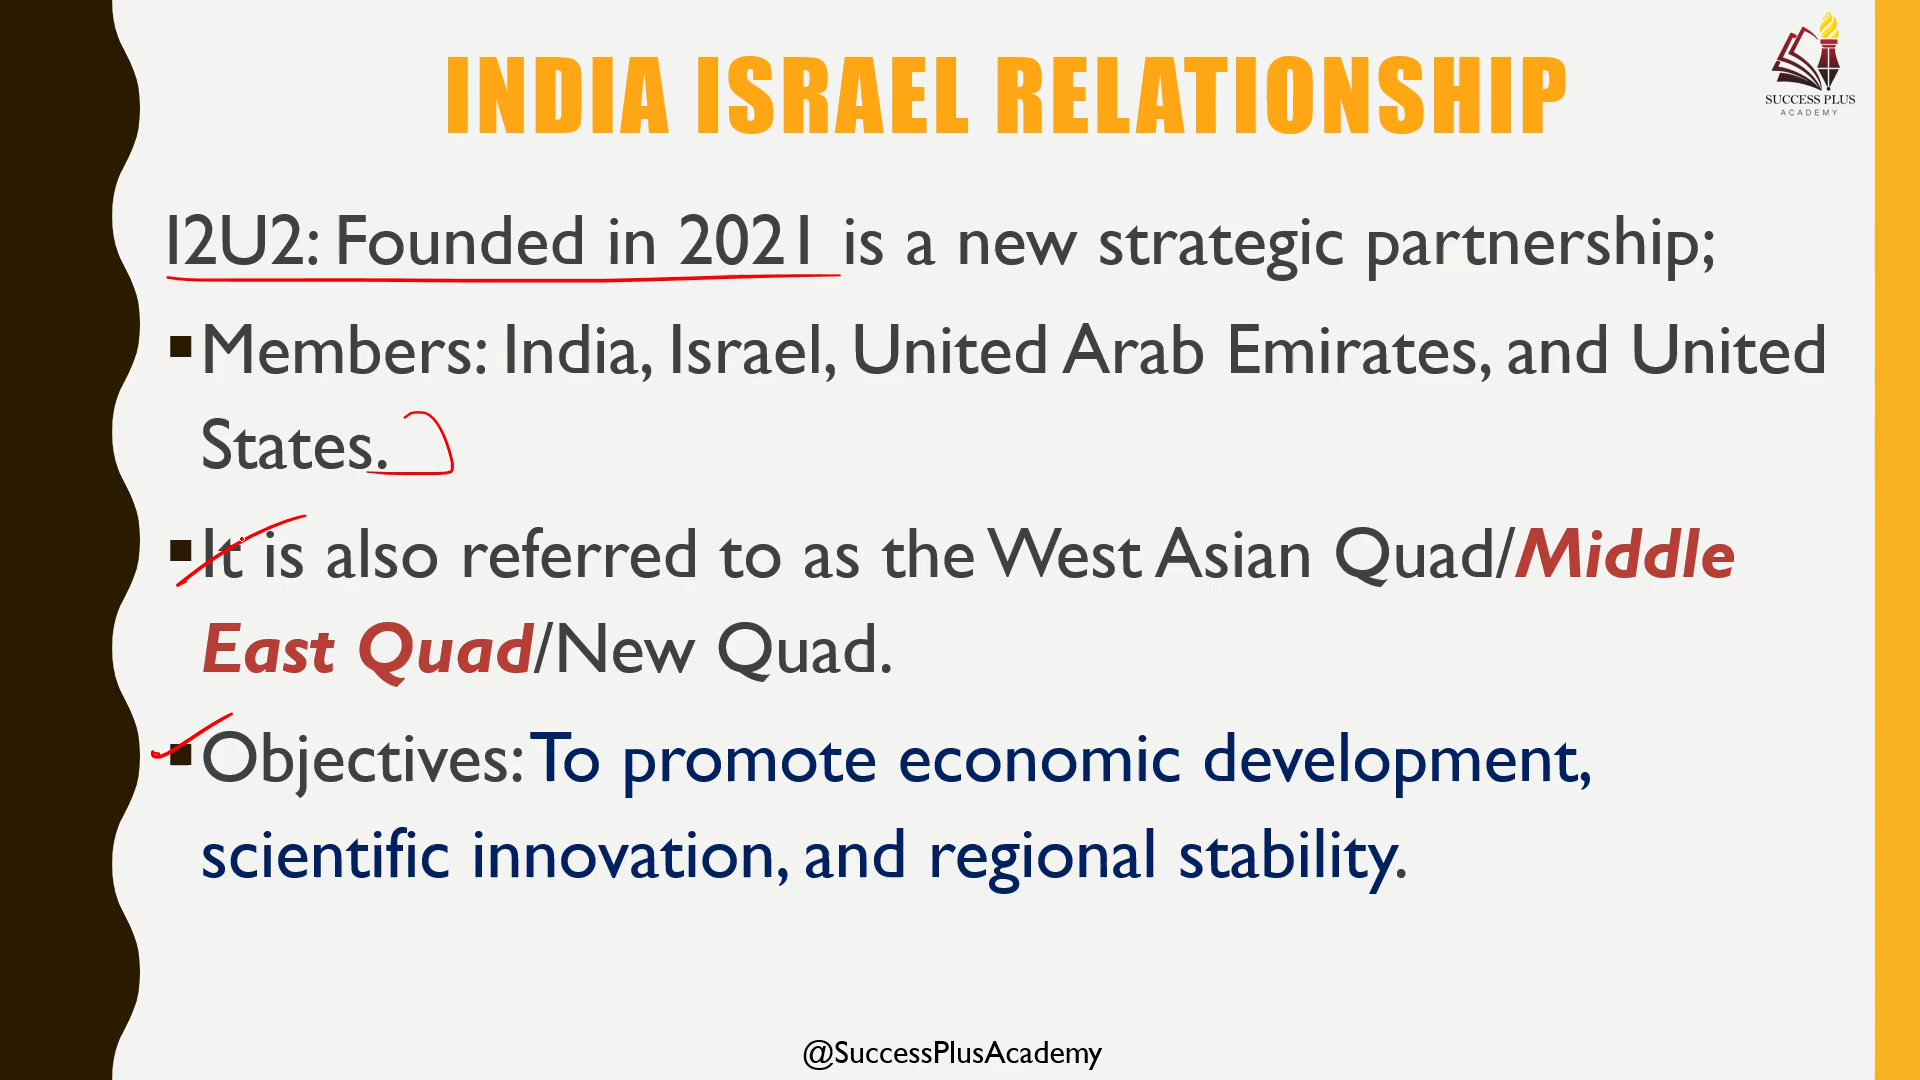 INDIA ISRAEL RELATIONSHIP
SUCCESS PLUS
ACADEMY
I2U2: Founded in 2021 is a new strategic partnership;
▪Members: India, Israel, United Arab Emirates, and United
States.
▪It is also referred to as the West Asian Quad/Middle
East Quad/New Quad.
▪Objectives: To promote economic development,
scientific innovation, and regional stability.
@SuccessPlusAcademy